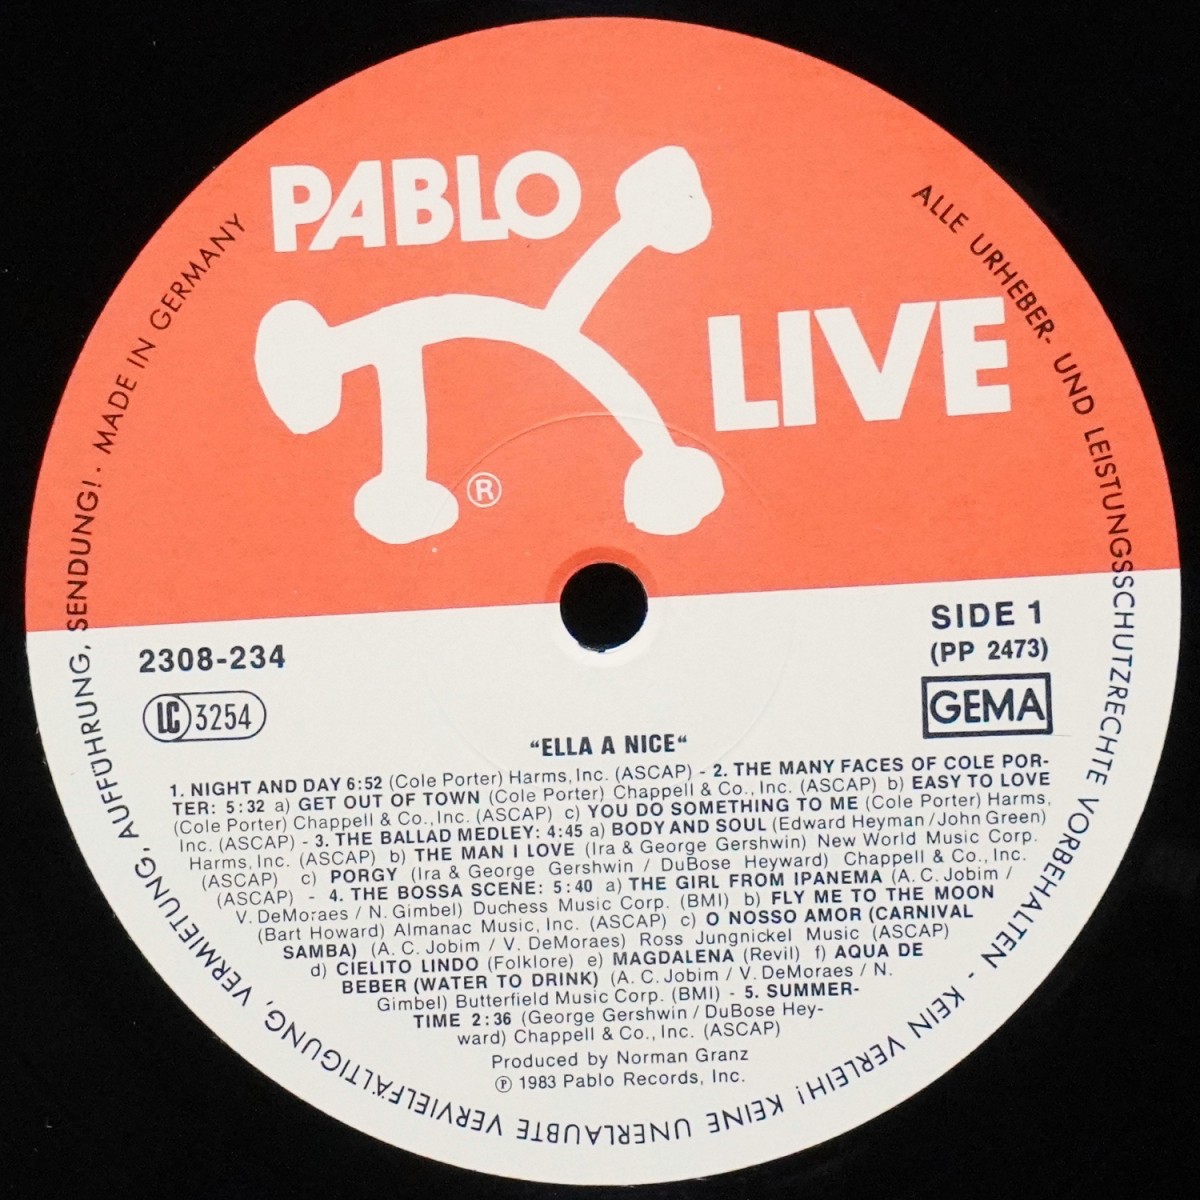 PABLO
LIVE
®
2308-234
LC 3254
SIDE 1
(PP 2473)
GEMA
"ELLA A NICE"
1. NIGHT AND DAY 6:52 (Cole Porter) Harms, Inc. (ASCAP) - 2. THE MANY FACES OF COLE POR-
TER: 5:32 a) GET OUT OF TOWN (Cole Porter) Chappell & Co., Inc. (ASCAP) b) EASY TO LOVE
(Cole Porter) Chappell & Co., Inc. (ASCAP) c) YOU DO SOMETHING TO ME (Cole Porter) Harms,
Inc. (ASCAP) - 3. THE BALLAD MEDLEY: 4:45 a) BODY AND SOUL (Edward Heyman/John Green)
Harms, Inc. (ASCAP) b) THE MAN I LOVE (Ira & George Gershwin) New World Music Corp.
(ASCAP) c) PORGY (Ira & George Gershwin / DuBose Heyward) Chappell & Co., Inc.
(ASCAP) - 4. THE BOSSA SCENE: 5:40 a) THE GIRL FROM IPANEMA (A. C. Jobim /
V. DeMoraes / N. Gimbel) Duchess Music Corp. (BMI) b) FLY ME TO THE MOON
(Bart Howard) Almanac Music, Inc. (ASCAP) c) O NOSSO AMOR (CARNIVAL
SAMBA) (A. C. Jobim / V. DeMoraes) Ross Jungnickel Music (ASCAP)
d) CIELITO LINDO (Folklore) e) MAGDALENA (Revil) f) AQUA DE
BEBER (WATER TO DRINK) (A. C. Jobim / V. DeMoraes / N.
Gimbel) Butterfield Music Corp. (BMI) - 5. SUMMER-
TIME 2:36 (George Gershwin / DuBose Hey-
ward) Chappell & Co., Inc. (ASCAP)
Produced by Norman Granz
℗ 1983 Pablo Records, Inc.
ALLE URHEBER- UND LEISTUNGSSCHUTZRECHTE VORBEHALTEN - KEIN VERLEIH! KEINE UNERLAUBTE VERVIELFÄLTIGUNG, VERMIETUNG, AUFFÜHRUNG, SENDUNG! · MADE IN GERMANY